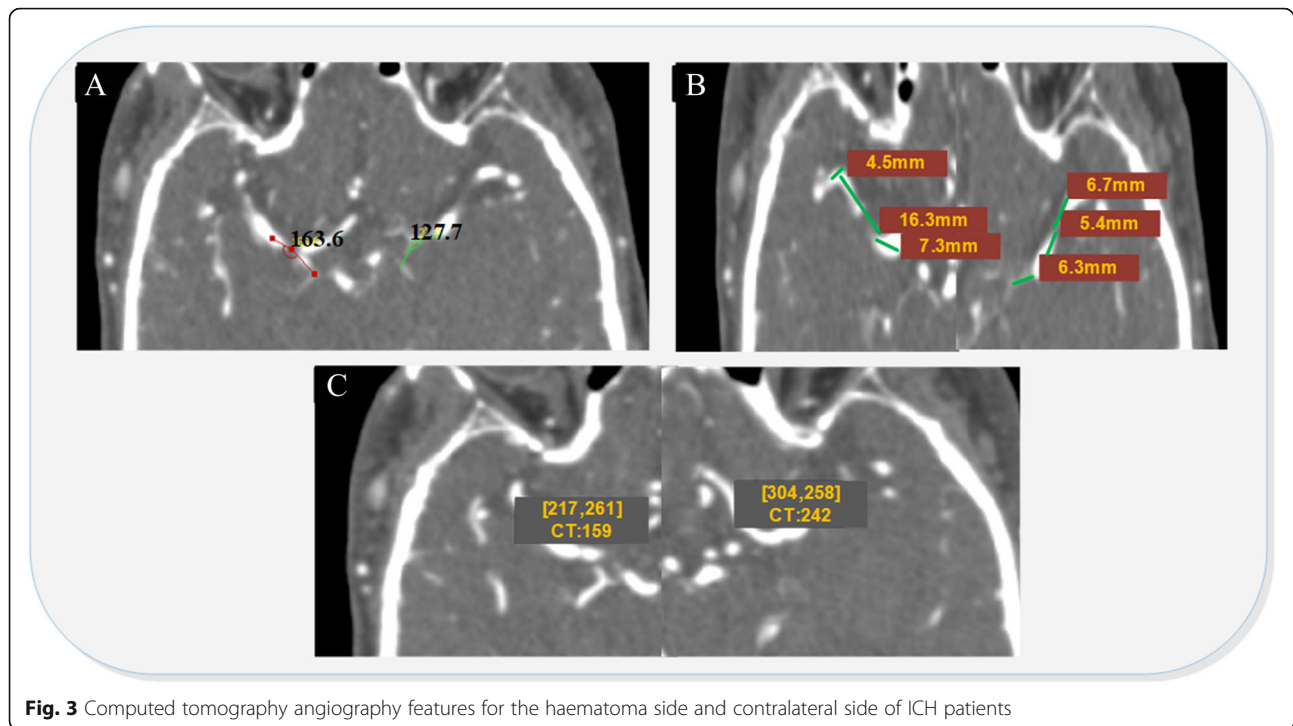 A
163.6
127.7
B
4.5mm
16.3mm
7.3mm
6.7mm
5.4mm
6.3mm
C
[217,261]
CT:159
[304,258]
CT:242
Fig. 3 Computed tomography angiography features for the haematoma side and contralateral side of ICH patients